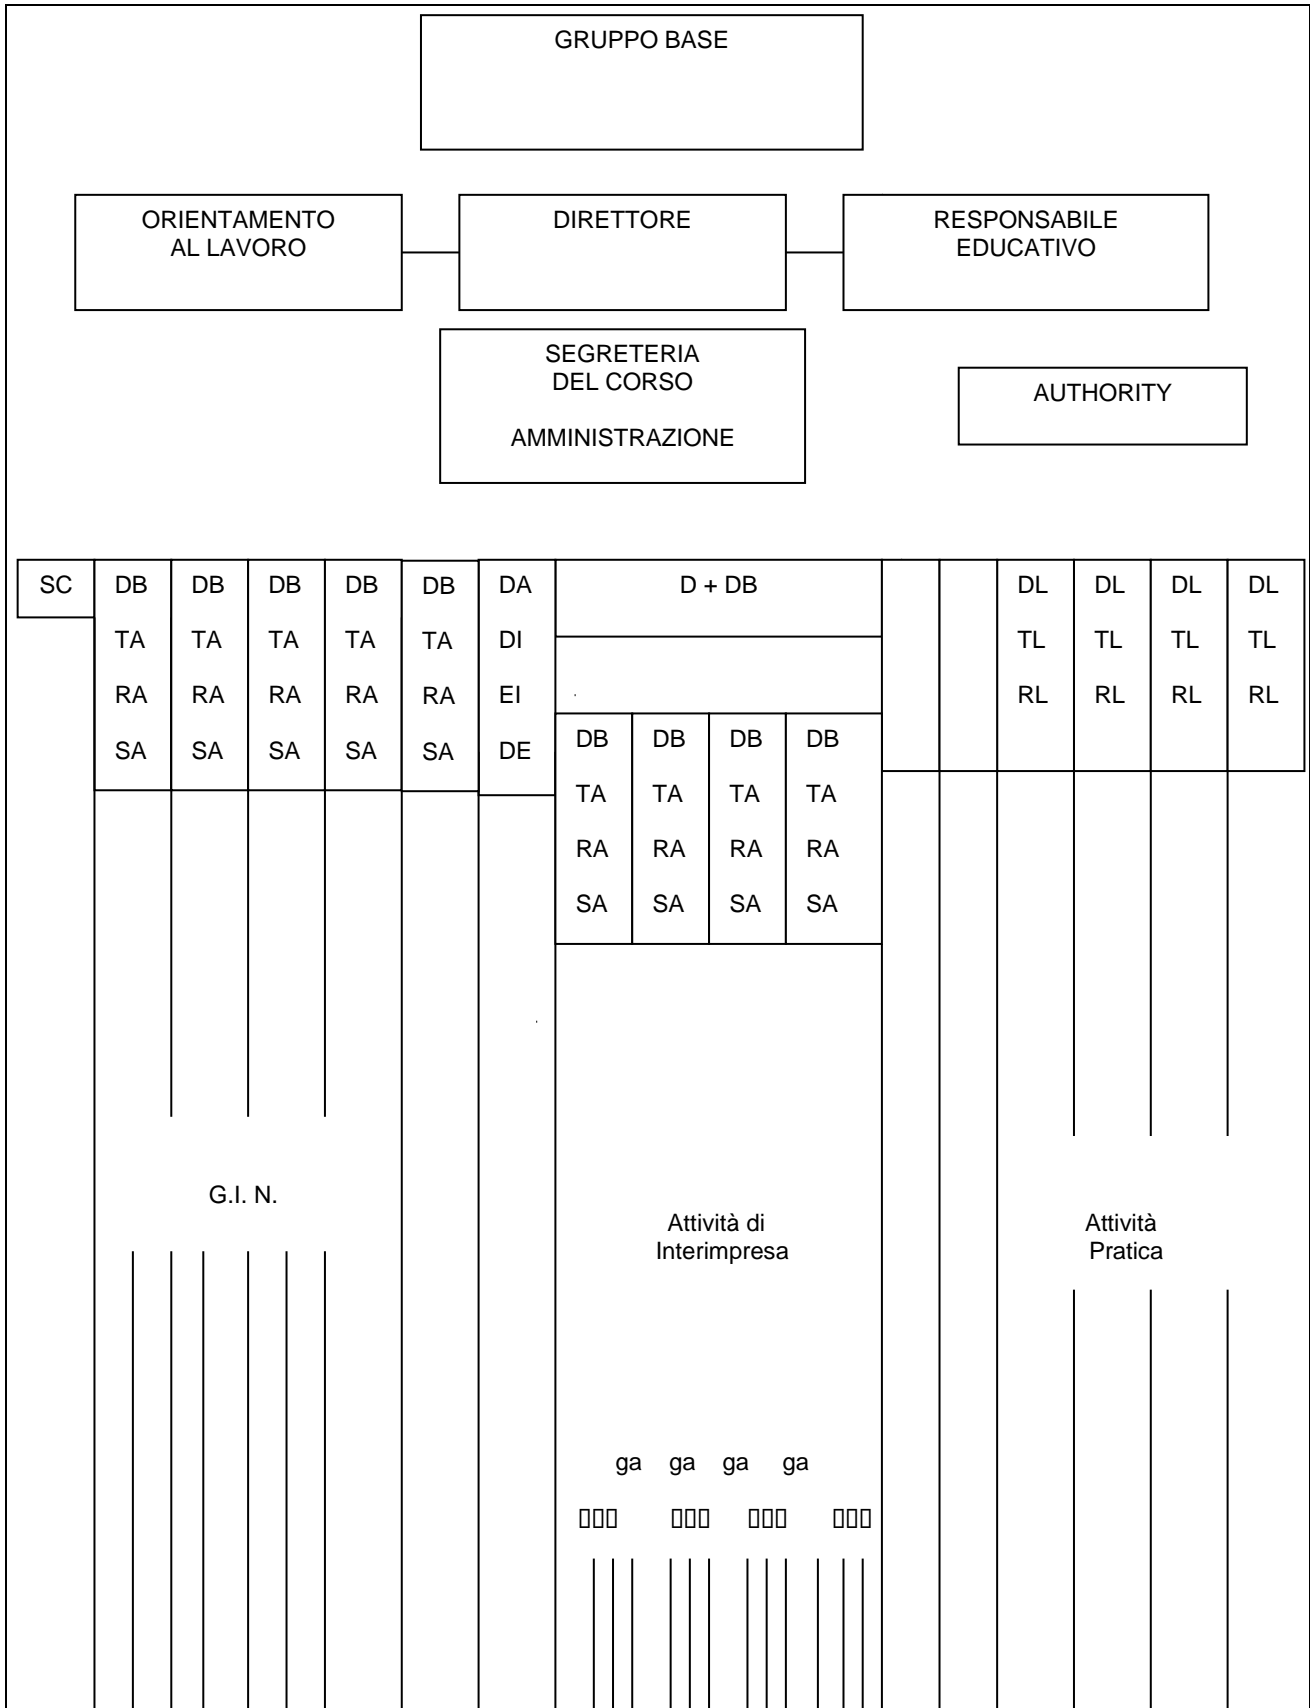 GRUPPO BASE
ORIENTAMENTO
AL LAVORO
DIRETTORE
RESPONSABILE
EDUCATIVO
SEGRETERIA
DEL CORSO
AMMINISTRAZIONE
AUTHORITY
SC DB DB DB DB DB DA D + DB DL DL DL DL
TA TA TA TA TA DI TL TL TL TL
RA RA RA RA RA EI RL RL RL RL
SA SA SA SA SA DE
DB DB DB DB
TA TA TA TA
RA RA RA RA
SA SA SA SA
G.I. N.
Attività di
Interimpresa
Attività
Pratica
ga ga ga ga
▯▯▯ ▯▯▯ ▯▯▯ ▯▯▯